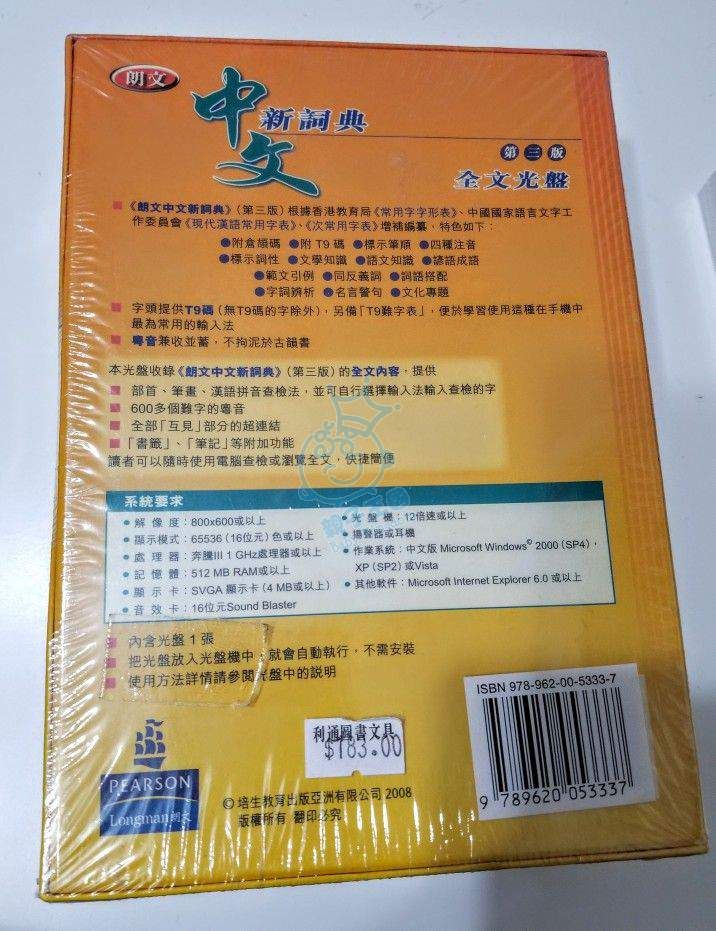 朗文
中文新詞典
第三版
全文光盤
《朗文中文新詞典》（第三版）根據香港教育局《常用字字形表》、中國國家語言文字工
作委員會《現代漢語常用字表》、《次常用字表》增補編纂，特色如下：
●附倉頡碼 ●附 T9 碼 ●標示筆順 ●四種注音
●標示詞性 ●文學知識 ●語文知識 ●諺語成語
●範文引例 ●同反義詞 ●詞語搭配
●字詞辨析 ●名言警句 ●文化專題
字頭提供T9碼（無T9碼的字除外），另備「T9難字表」，便於學習使用這種在手機中
最為常用的輸入法
粵音兼收並蓄，不拘泥於古韻書
本光盤收錄《朗文中文新詞典》（第三版）的全文內容，提供
部首、筆畫、漢語拼音查檢法，並可自行選擇輸入法輸入查檢的字
600多個難字的粵音
全部「互見」部分的超連結
「書籤」、「筆記」等附加功能
讀者可以隨時使用電腦查檢或瀏覽全文，快捷簡便
系統要求
●解像度：800x600或以上
●顯示模式：65536（16位元）色或以上
●處理器：奔騰III 1 GHz處理器或以上
●記憶體：512 MB RAM或以上
●顯示卡：SVGA 顯示卡（4 MB或以上）
●音效卡：16位元Sound Blaster
●光盤機：12倍速或以上
●揚聲器或耳機
●作業系統：中文版 Microsoft Windows® 2000 (SP4)，
XP (SP2) 或Vista
●其他軟件：Microsoft Internet Explorer 6.0 或以上
內含光盤 1 張
把光盤放入光盤機中，就會自動執行，不需安裝
使用方法詳情請參閱光盤中的說明
ISBN 978-962-00-5333-7
9 789620 053337
利通圖書文具
$183.00
PEARSON
Longman朗文
© 培生教育出版亞洲有限公司 2008
版權所有 翻印必究